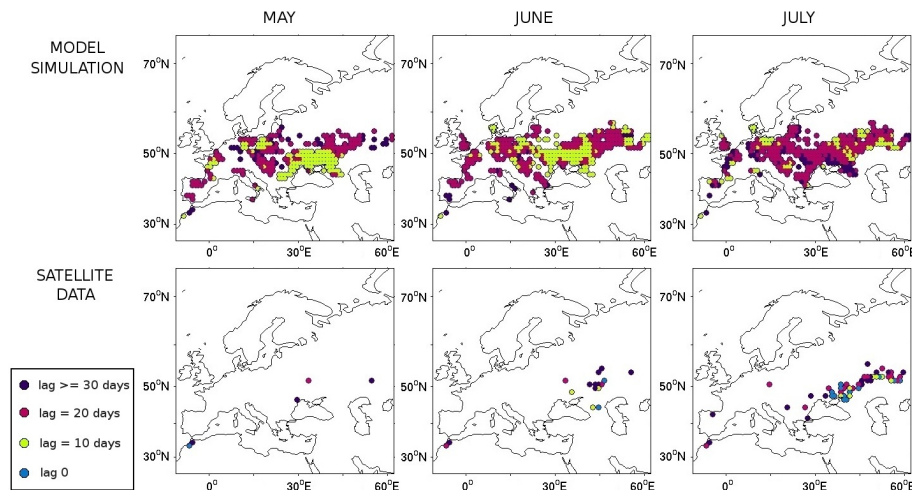 MAY
JUNE
JULY
MODEL
SIMULATION
70°N
50°N
30°N
0°
30°E
60°E
70°N
50°N
30°N
0°
30°E
60°E
70°N
50°N
30°N
0°
30°E
60°E
SATELLITE
DATA
70°N
50°N
30°N
0°
30°E
60°E
70°N
50°N
30°N
0°
30°E
60°E
70°N
50°N
30°N
0°
30°E
60°E
lag >= 30 days
lag = 20 days
lag = 10 days
lag 0